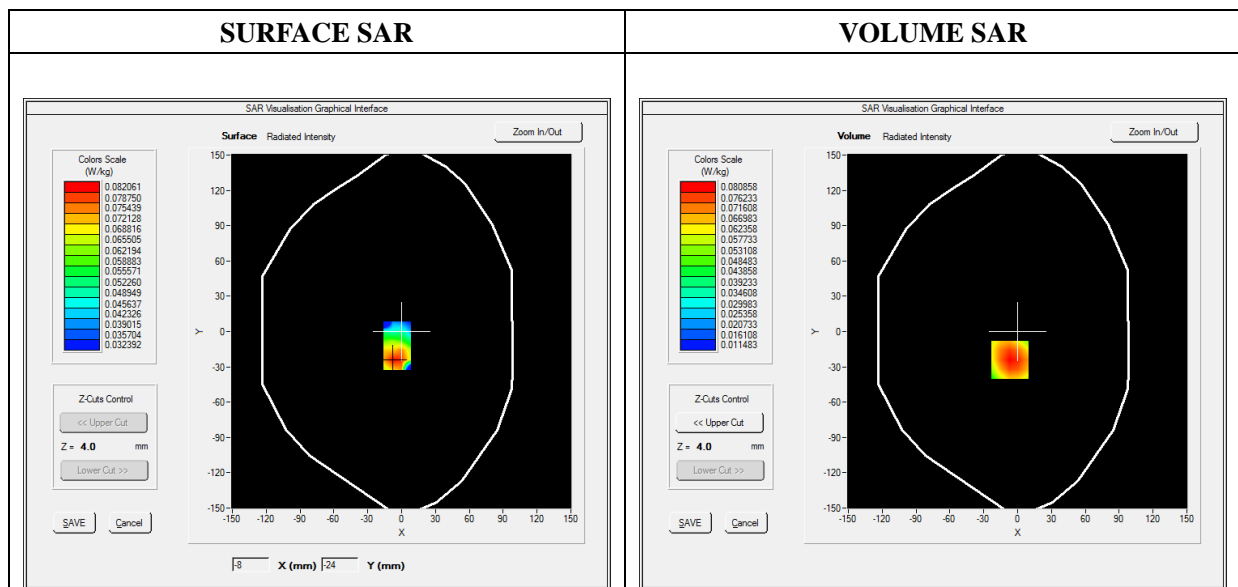 SURFACE SAR
VOLUME SAR
SAR Visualisation Graphical Interface
Surface Radiated Intensity
Zoom In/Out
Colors Scale
(W/kg)
0.082061
0.078750
0.075439
0.072128
0.068816
0.065505
0.062194
0.058883
0.055571
0.052260
0.048949
0.045637
0.042326
0.039015
0.035704
0.032392
150
120
90
60
30
0
-30
-60
-90
-120
-150
Y
-150 -120 -90 -60 -30 0 30 60 90 120 150
X
Z-Cuts Control
<< Upper Cut
Z = 4.0 mm
Lower Cut >>
SAVE Cancel
-8 X (mm) -24 Y (mm)
SAR Visualisation Graphical Interface
Volume Radiated Intensity
Zoom In/Out
Colors Scale
(W/kg)
0.080858
0.076233
0.071608
0.066983
0.062358
0.057733
0.053108
0.048483
0.043858
0.039233
0.034608
0.029983
0.025358
0.020733
0.016108
0.011483
150
120
90
60
30
0
-30
-60
-90
-120
-150
Y
-150 -120 -90 -60 -30 0 30 60 90 120 150
X
Z-Cuts Control
<< Upper Cut
Z = 4.0 mm
Lower Cut >>
SAVE Cancel